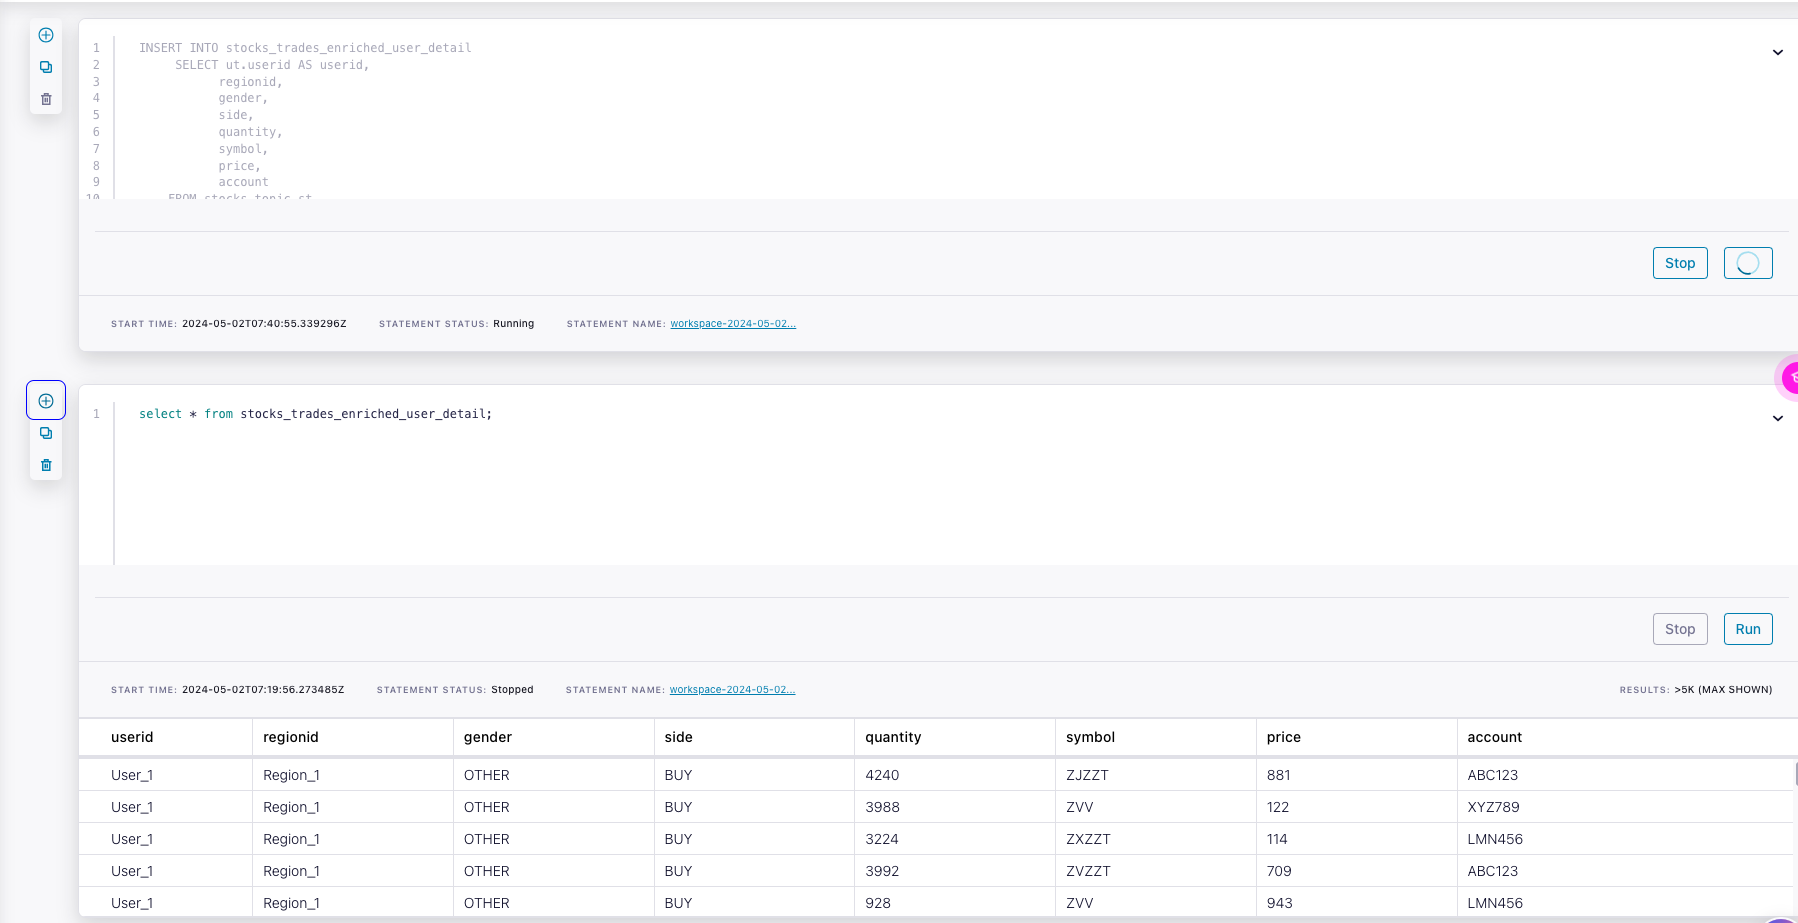 1 INSERT INTO stocks_trades_enriched_user_detail
2 SELECT ut.userid AS userid,
3 regionid,
4 gender,
5 side,
6 quantity,
7 symbol,
8 price,
9 account
10 FROM stocks_topic st
Stop
START TIME: 2024-05-02T07:40:55.339296Z STATEMENT STATUS: Running STATEMENT NAME: workspace-2024-05-02...
1 select * from stocks_trades_enriched_user_detail;
Stop Run
START TIME: 2024-05-02T07:19:56.273485Z STATEMENT STATUS: Stopped STATEMENT NAME: workspace-2024-05-02... RESULTS: >5K (MAX SHOWN)
userid regionid gender side quantity symbol price account
User_1 Region_1 OTHER BUY 4240 ZJZZT 881 ABC123
User_1 Region_1 OTHER BUY 3988 ZVV 122 XYZ789
User_1 Region_1 OTHER BUY 3224 ZXZZT 114 LMN456
User_1 Region_1 OTHER BUY 3992 ZVZZT 709 ABC123
User_1 Region_1 OTHER BUY 928 ZVV 943 LMN456